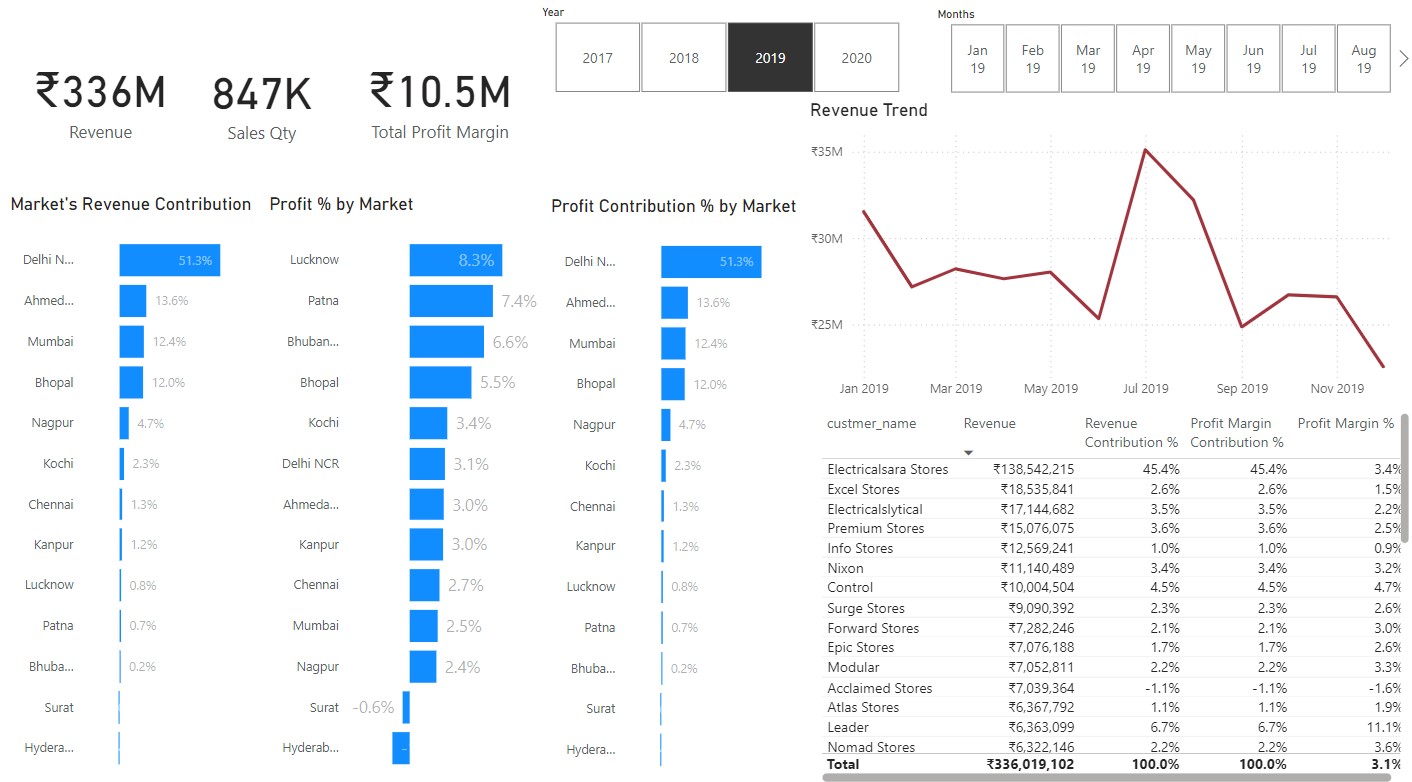 Year
2017
2018
2019
2020
Months
Jan 19
Feb 19
Mar 19
Apr 19
May 19
Jun 19
Jul 19
Aug 19
₹336M
Revenue
847K
Sales Qty
₹10.5M
Total Profit Margin
Market's Revenue Contribution
Delhi N... 51.3%
Ahmed... 13.6%
Mumbai 12.4%
Bhopal 12.0%
Nagpur 4.7%
Kochi 2.3%
Chennai 1.3%
Kanpur 1.2%
Lucknow 0.8%
Patna 0.7%
Bhuba... 0.2%
Surat
Hydera...
Profit % by Market
Lucknow 8.3%
Patna 7.4%
Bhuban... 6.6%
Bhopal 5.5%
Kochi 3.4%
Delhi NCR 3.1%
Ahmeda... 3.0%
Kanpur 3.0%
Chennai 2.7%
Mumbai 2.5%
Nagpur 2.4%
Surat -0.6%
Hyderab...
Profit Contribution % by Market
Delhi N... 51.3%
Ahmed... 13.6%
Mumbai 12.4%
Bhopal 12.0%
Nagpur 4.7%
Kochi 2.3%
Chennai 1.3%
Kanpur 1.2%
Lucknow 0.8%
Patna 0.7%
Bhuba... 0.2%
Surat
Hydera...
Revenue Trend
₹35M
₹30M
₹25M
Jan 2019 Mar 2019 May 2019 Jul 2019 Sep 2019 Nov 2019
custmer_name Revenue Revenue Contribution % Profit Margin Contribution % Profit Margin %
Electricalsara Stores ₹138,542,215 45.4% 45.4% 3.4%
Excel Stores ₹18,535,841 2.6% 2.6% 1.5%
Electricalslytical ₹17,144,682 3.5% 3.5% 2.2%
Premium Stores ₹15,076,075 3.6% 3.6% 2.5%
Info Stores ₹12,569,241 1.0% 1.0% 0.9%
Nixon ₹11,140,489 3.4% 3.4% 3.2%
Control ₹10,004,504 4.5% 4.5% 4.7%
Surge Stores ₹9,090,392 2.3% 2.3% 2.6%
Forward Stores ₹7,282,246 2.1% 2.1% 3.0%
Epic Stores ₹7,076,188 1.7% 1.7% 2.6%
Modular ₹7,052,811 2.2% 2.2% 3.3%
Acclaimed Stores ₹7,039,364 -1.1% -1.1% -1.6%
Atlas Stores ₹6,367,792 1.1% 1.1% 1.9%
Leader ₹6,363,099 6.7% 6.7% 11.1%
Nomad Stores ₹6,322,146 2.2% 2.2% 3.6%
Total ₹336,019,102 100.0% 100.0% 3.1%